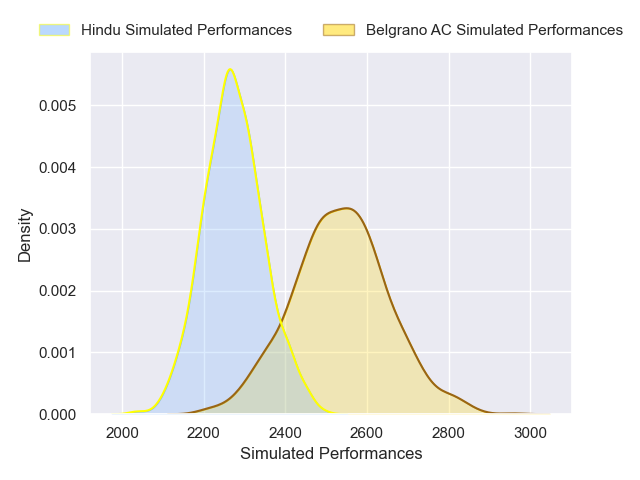 Hindu Simulated Performances
Belgrano AC Simulated Performances
Density
0.005
0.004
0.003
0.002
0.001
0.000
2000 2200 2400 2600 2800 3000
Simulated Performances